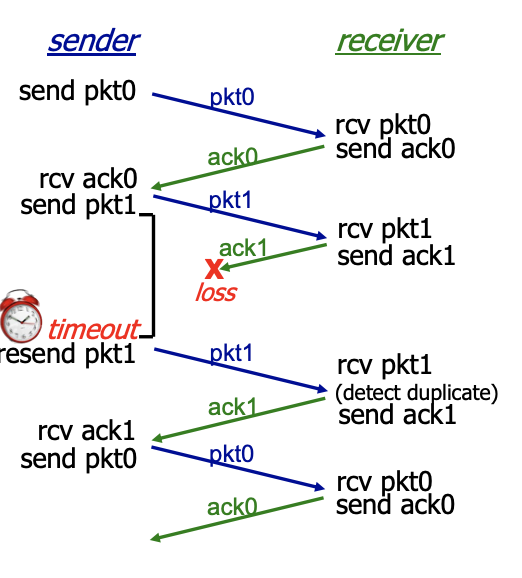 sender
receiver
send pkt0
pkt0
rcv pkt0
send ack0
ack0
rcv ack0
send pkt1
pkt1
rcv pkt1
send ack1
ack1
X
loss
timeout
resend pkt1
pkt1
rcv pkt1
(detect duplicate)
send ack1
ack1
rcv ack1
send pkt0
pkt0
rcv pkt0
send ack0
ack0